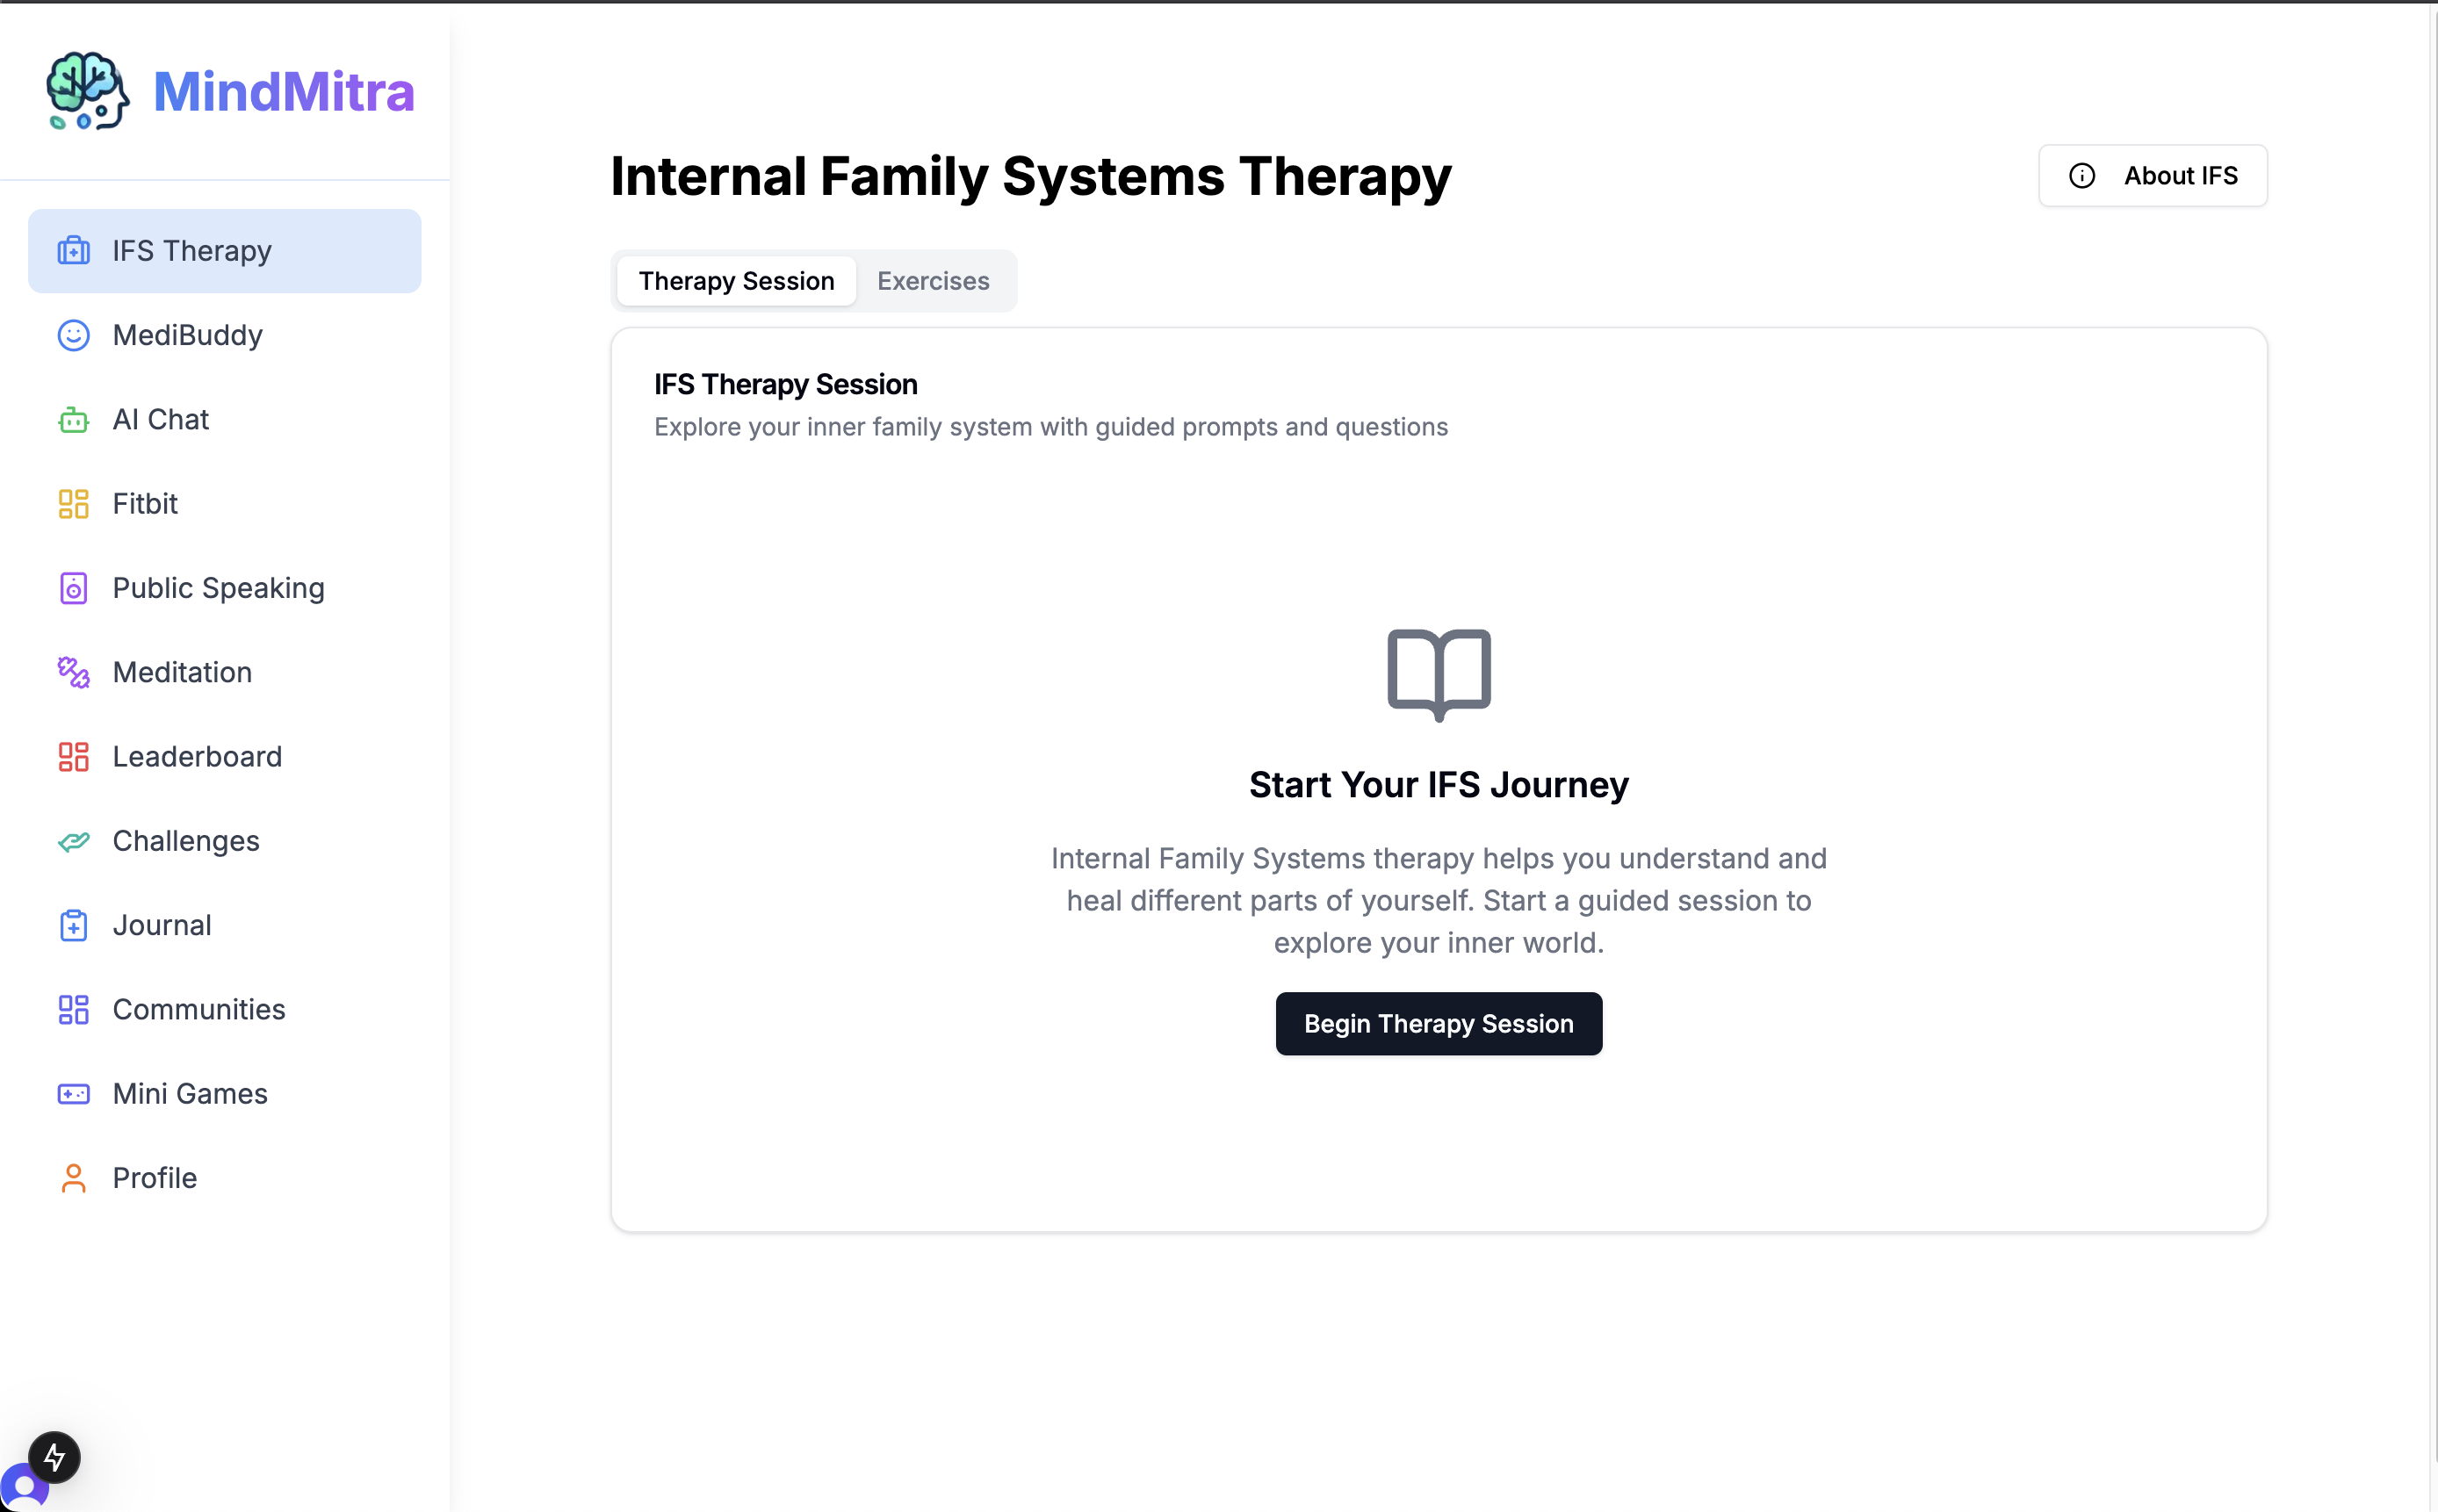 MindMitra
IFS Therapy
MediBuddy
AI Chat
Fitbit
Public Speaking
Meditation
Leaderboard
Challenges
Journal
Communities
Mini Games
Profile
Internal Family Systems Therapy
About IFS
Therapy Session
Exercises
IFS Therapy Session
Explore your inner family system with guided prompts and questions
Start Your IFS Journey
Internal Family Systems therapy helps you understand and
heal different parts of yourself. Start a guided session to
explore your inner world.
Begin Therapy Session